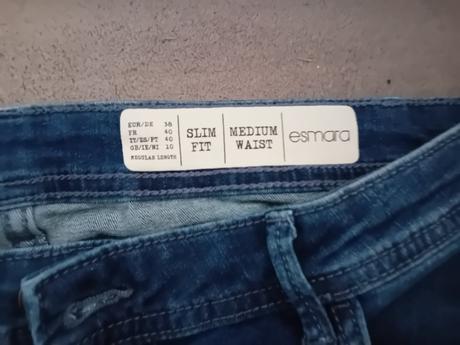 EUR/DE 38
FR 40
IT/ES/PT 40
GB/IE/NI 10
REGULAR LENGTH
SLIM
FIT
MEDIUM
WAIST
esmara